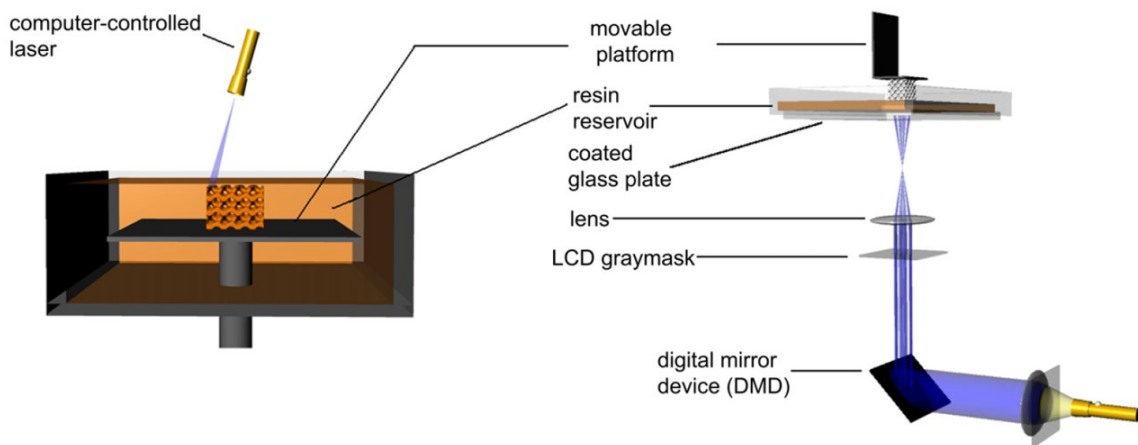 computer-controlled
laser
movable
platform
resin
reservoir
coated
glass plate
lens
LCD graymask
digital mirror
device (DMD)